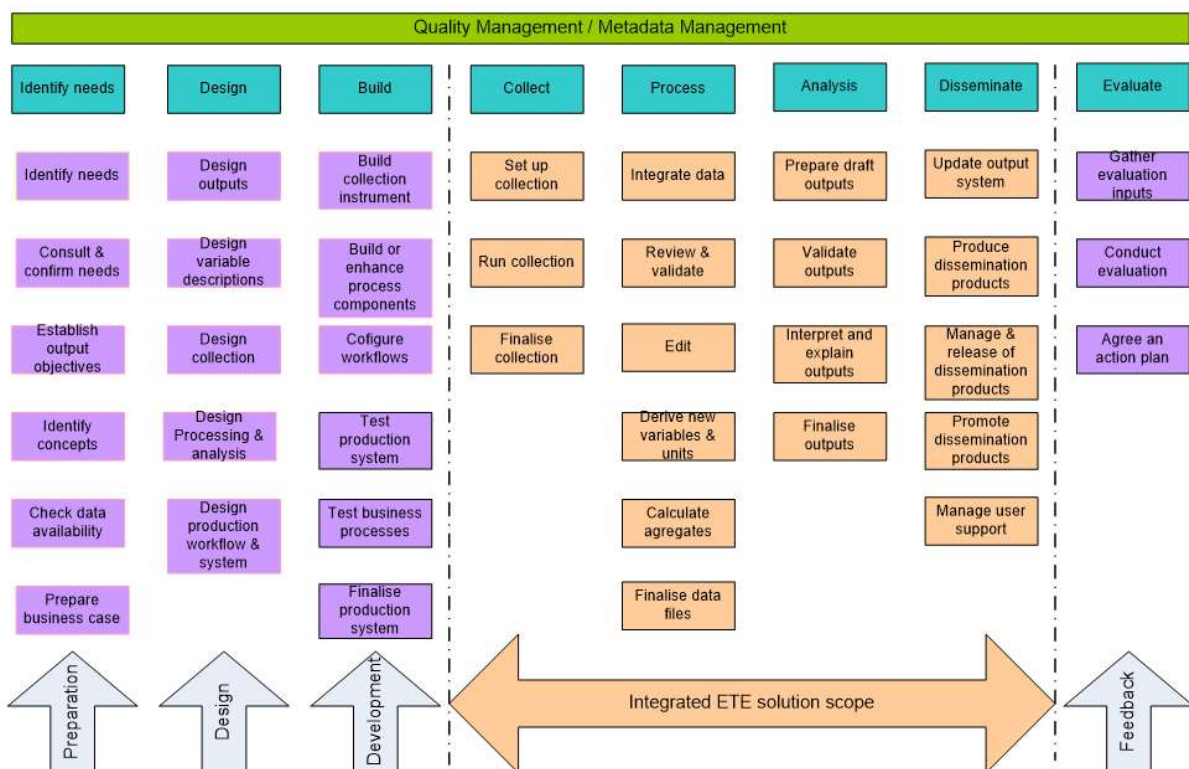 Quality Management / Metadata Management
Identify needs
Design
Build
Collect
Process
Analysis
Disseminate
Evaluate
Identify needs
Design
outputs
Build
collection
instrument
Set up
collection
Integrate data
Prepare draft
outputs
Update output
system
Gather
evaluation
inputs
Consult &
confirm needs
Design
variable
descriptions
Build or
enhance
process
components
Run collection
Review &
validate
Validate
outputs
Produce
dissemination
products
Conduct
evaluation
Establish
output
objectives
Design
collection
Cofigure
workflows
Finalise
collection
Edit
Interpret and
explain
outputs
Manage &
release of
dissemination
products
Agree an
action plan
Identify
concepts
Design
Processing &
analysis
Test
production
system
Derive new
variables &
units
Finalise
outputs
Promote
dissemination
products
Check data
availability
Design
production
workflow &
system
Test business
processes
Calculate
agregates
Manage user
support
Prepare
business case
Finalise
production
system
Finalise data
files
Preparation
Design
Development
Integrated ETE solution scope
Feedback